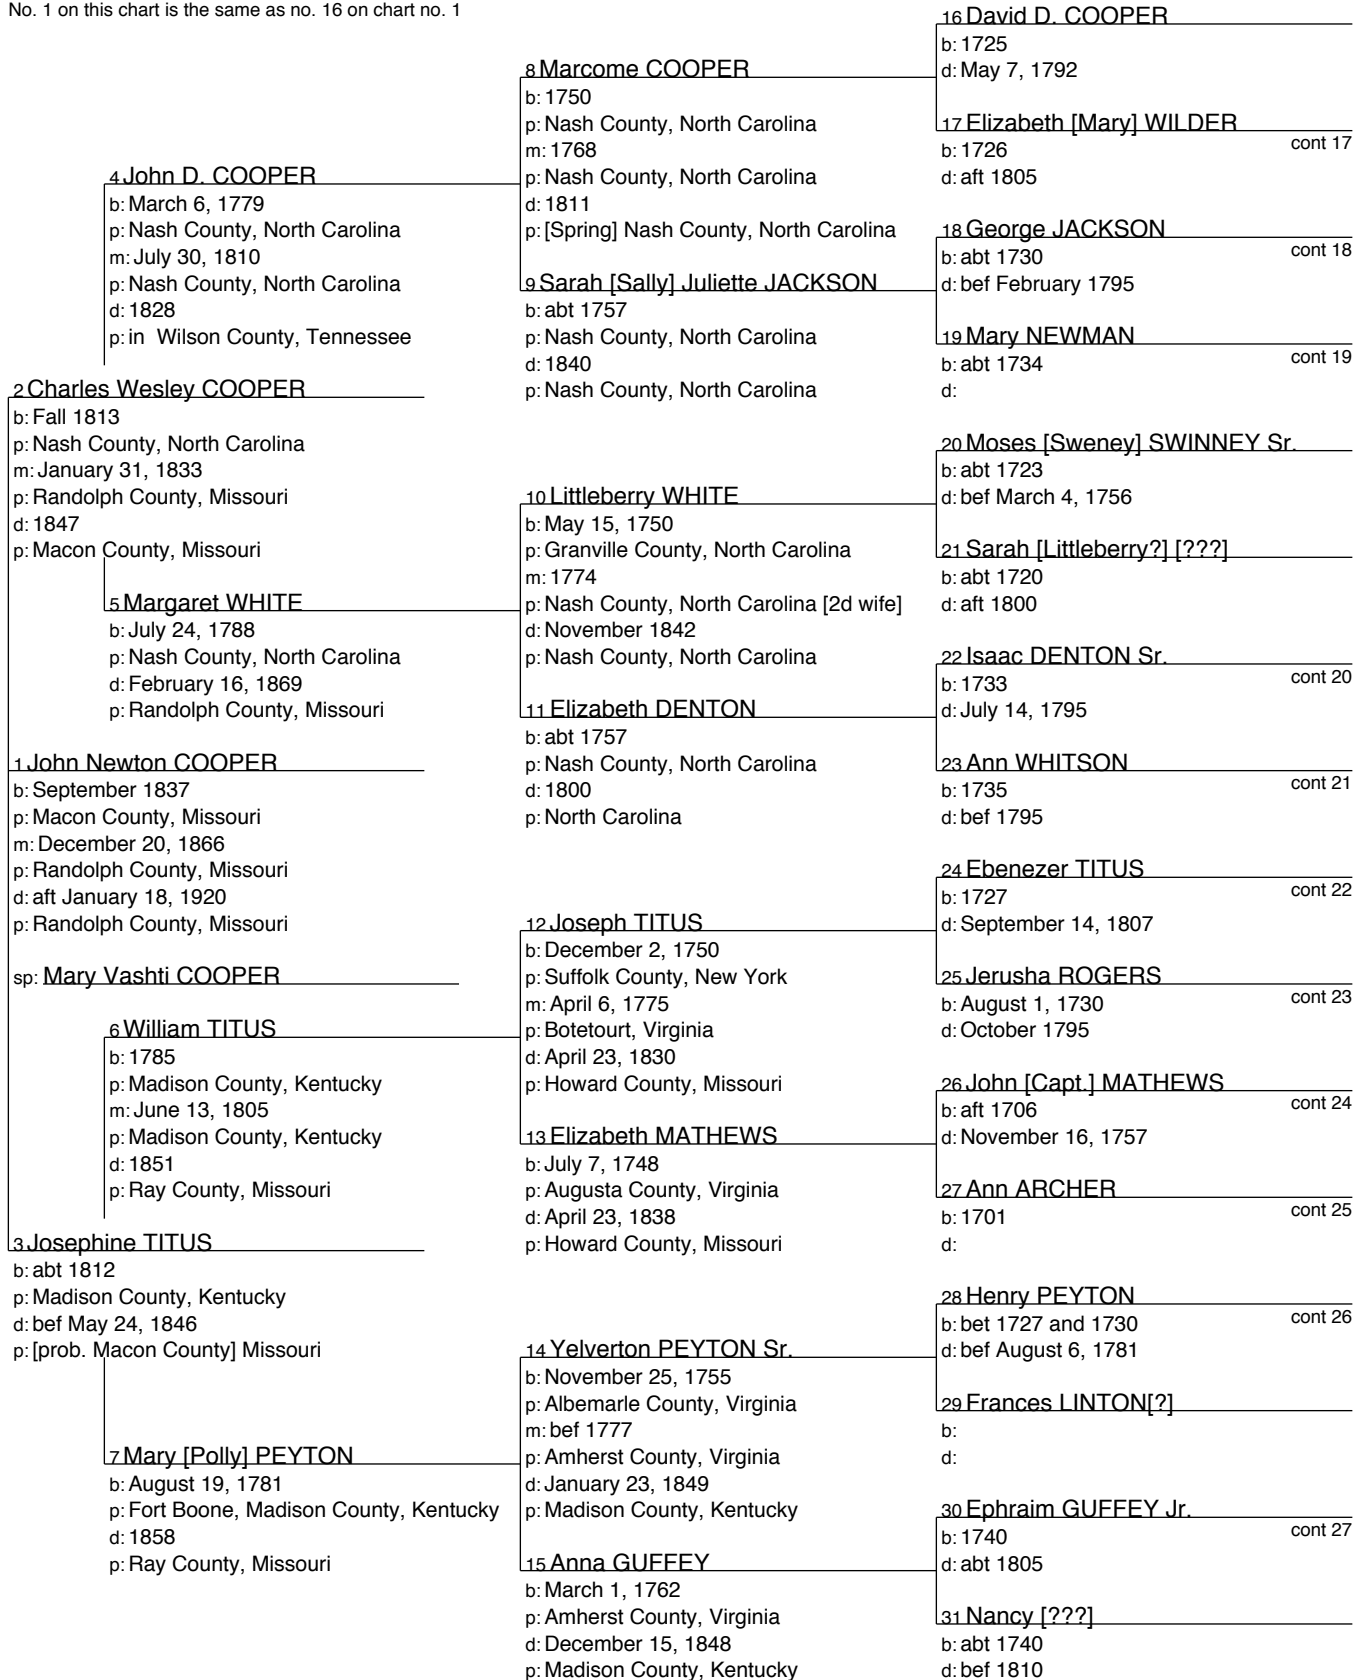 No. 1 on this chart is the same as no. 16 on chart no. 1
1 John Newton COOPER
b: September 1837
p: Macon County, Missouri
m: December 20, 1866
p: Randolph County, Missouri
d: aft January 18, 1920
p: Randolph County, Missouri
sp: Mary Vashti COOPER
2 Charles Wesley COOPER
b: Fall 1813
p: Nash County, North Carolina
m: January 31, 1833
p: Randolph County, Missouri
d: 1847
p: Macon County, Missouri
3 Josephine TITUS
b: abt 1812
p: Madison County, Kentucky
d: bef May 24, 1846
p: [prob. Macon County] Missouri
4 John D. COOPER
b: March 6, 1779
p: Nash County, North Carolina
m: July 30, 1810
p: Nash County, North Carolina
d: 1828
p: in Wilson County, Tennessee
5 Margaret WHITE
b: July 24, 1788
p: Nash County, North Carolina
d: February 16, 1869
p: Randolph County, Missouri
6 William TITUS
b: 1785
p: Madison County, Kentucky
m: June 13, 1805
p: Madison County, Kentucky
d: 1851
p: Ray County, Missouri
7 Mary [Polly] PEYTON
b: August 19, 1781
p: Fort Boone, Madison County, Kentucky
d: 1858
p: Ray County, Missouri
8 Marcome COOPER
b: 1750
p: Nash County, North Carolina
m: 1768
p: Nash County, North Carolina
d: 1811
p: [Spring] Nash County, North Carolina
9 Sarah [Sally] Juliette JACKSON
b: abt 1757
p: Nash County, North Carolina
d: 1840
p: Nash County, North Carolina
10 Littleberry WHITE
b: May 15, 1750
p: Granville County, North Carolina
m: 1774
p: Nash County, North Carolina [2d wife]
d: November 1842
p: Nash County, North Carolina
11 Elizabeth DENTON
b: abt 1757
p: Nash County, North Carolina
d: 1800
p: North Carolina
12 Joseph TITUS
b: December 2, 1750
p: Suffolk County, New York
m: April 6, 1775
p: Botetourt, Virginia
d: April 23, 1830
p: Howard County, Missouri
13 Elizabeth MATHEWS
b: July 7, 1748
p: Augusta County, Virginia
d: April 23, 1838
p: Howard County, Missouri
14 Yelverton PEYTON Sr.
b: November 25, 1755
p: Albemarle County, Virginia
m: bef 1777
p: Amherst County, Virginia
d: January 23, 1849
p: Madison County, Kentucky
15 Anna GUFFEY
b: March 1, 1762
p: Amherst County, Virginia
d: December 15, 1848
p: Madison County, Kentucky
16 David D. COOPER
b: 1725
d: May 7, 1792
17 Elizabeth [Mary] WILDER
cont 17
b: 1726
d: aft 1805
18 George JACKSON
cont 18
b: abt 1730
d: bef February 1795
19 Mary NEWMAN
cont 19
b: abt 1734
d:
20 Moses [Sweney] SWINNEY Sr.
b: abt 1723
d: bef March 4, 1756
21 Sarah [Littleberry?] [???]
b: abt 1720
d: aft 1800
22 Isaac DENTON Sr.
cont 20
b: 1733
d: July 14, 1795
23 Ann WHITSON
cont 21
b: 1735
d: bef 1795
24 Ebenezer TITUS
cont 22
b: 1727
d: September 14, 1807
25 Jerusha ROGERS
cont 23
b: August 1, 1730
d: October 1795
26 John [Capt.] MATHEWS
cont 24
b: aft 1706
d: November 16, 1757
27 Ann ARCHER
cont 25
b: 1701
d:
28 Henry PEYTON
cont 26
b: bet 1727 and 1730
d: bef August 6, 1781
29 Frances LINTON[?]
b:
d:
30 Ephraim GUFFEY Jr.
cont 27
b: 1740
d: abt 1805
31 Nancy [???]
b: abt 1740
d: bef 1810